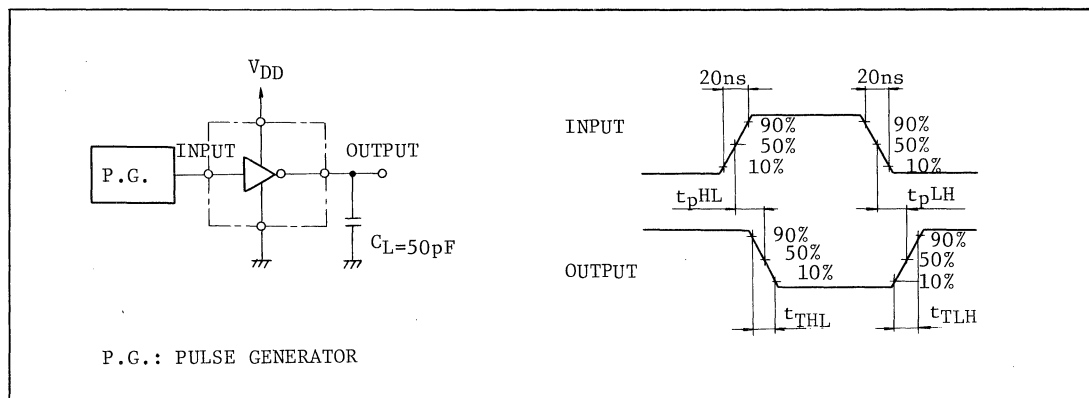 VDD
INPUT
OUTPUT
P.G.
CL=50pF
P.G.: PULSE GENERATOR
20ns
20ns
INPUT
90%
50%
10%
90%
50%
10%
tpHL
tpLH
OUTPUT
90%
50%
10%
90%
50%
10%
tTHL
tTLH